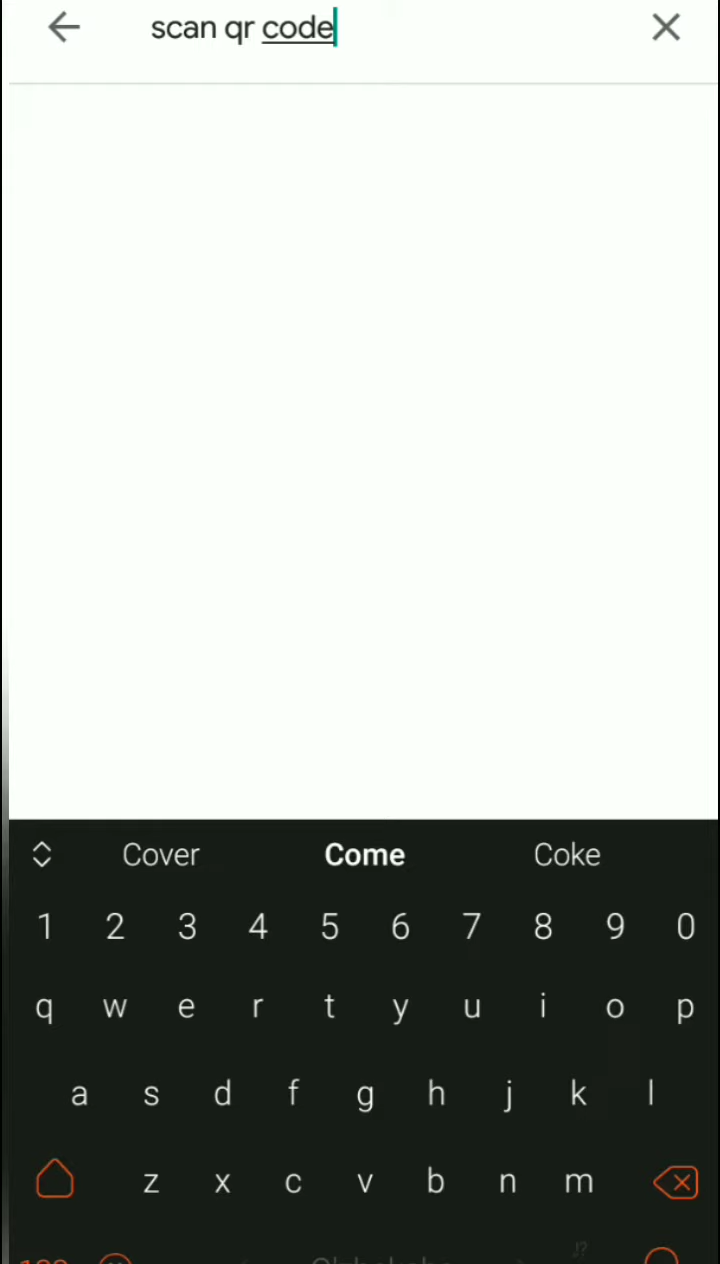 scan qr code
Cover Come Coke
1 2 3 4 5 6 7 8 9 0
q w e r t y u i o p
a s d f g h j k l
z x c v b n m
!?